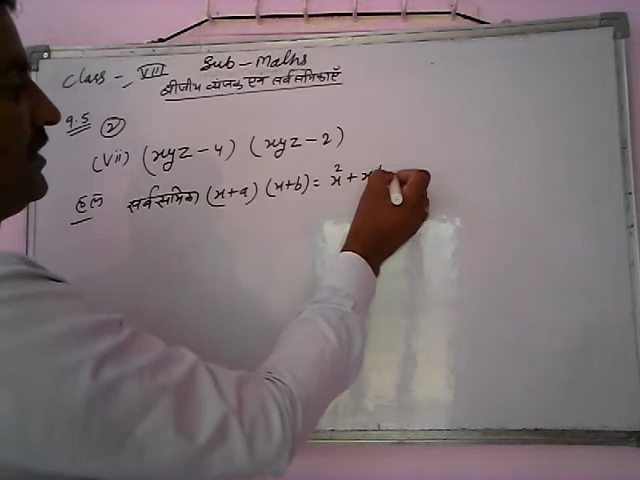 Class - VIII Sub - Maths
बीजीय व्यंजक एवं सर्वसमिकाएँ
9.5 (2)
(vii) (xyz - 4) (xyz - 2)
हल सर्वसमिका (x+a) (x+b) = x² + x